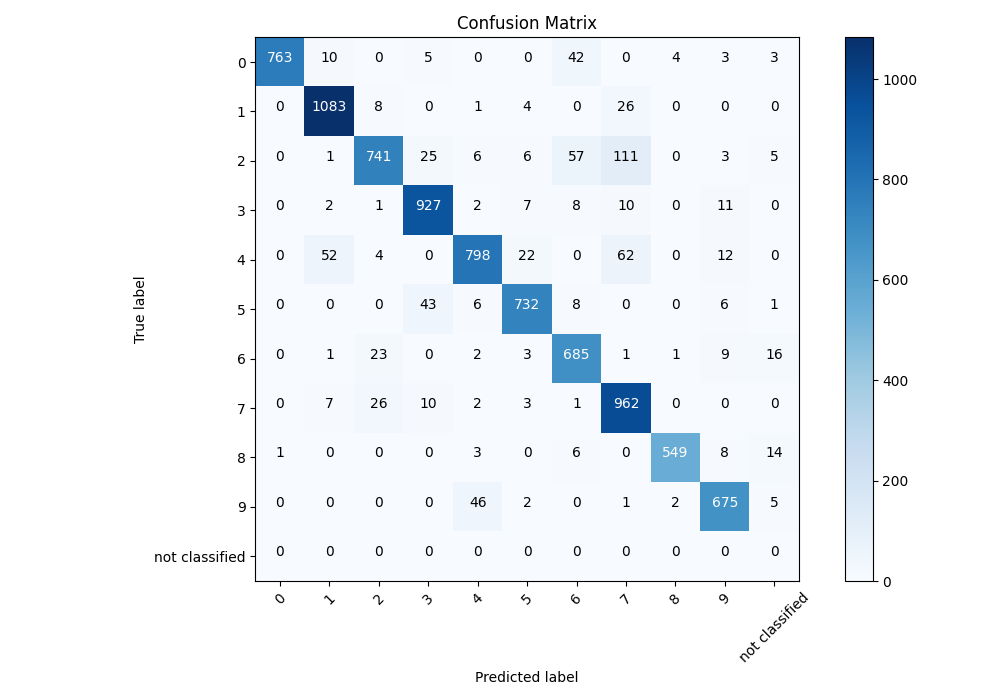 Confusion Matrix
0 763 10 0 5 0 0 42 0 4 3 3
1 0 1083 8 0 1 4 0 26 0 0 0
2 0 1 741 25 6 6 57 111 0 3 5
3 0 2 1 927 2 7 8 10 0 11 0
4 0 52 4 0 798 22 0 62 0 12 0
5 0 0 0 43 6 732 8 0 0 6 1
6 0 1 23 0 2 3 685 1 1 9 16
7 0 7 26 10 2 3 1 962 0 0 0
8 1 0 0 0 3 0 6 0 549 8 14
9 0 0 0 0 46 2 0 1 2 675 5
not classified 0 0 0 0 0 0 0 0 0 0 0
0 1 2 3 4 5 6 7 8 9 not classified
True label
Predicted label
1000
800
600
400
200
0